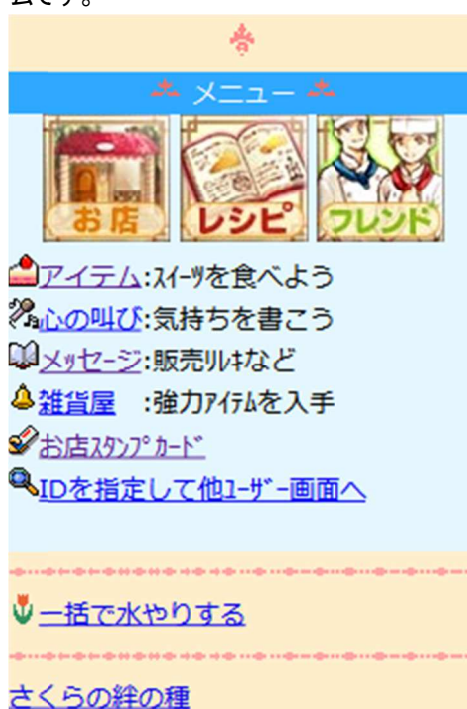 ムです。
メニュー
お店 レシピ フレンド
アイテム:ｽｲｰﾂを食べよう
心の叫び:気持ちを書こう
メッセージ:販売ﾘﾚｷなど
雑貨屋 :強力ｱｲﾃﾑを入手
お店ｽﾀﾝﾌﾟｶｰﾄﾞ
IDを指定して他ﾕｰｻﾞｰ画面へ
一括で水やりする
さくらの絆の種